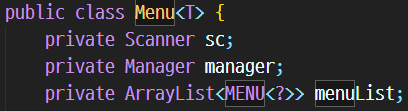 public class Menu<T> {
private Scanner sc;
private Manager manager;
private ArrayList<MENU<?>> menuList;